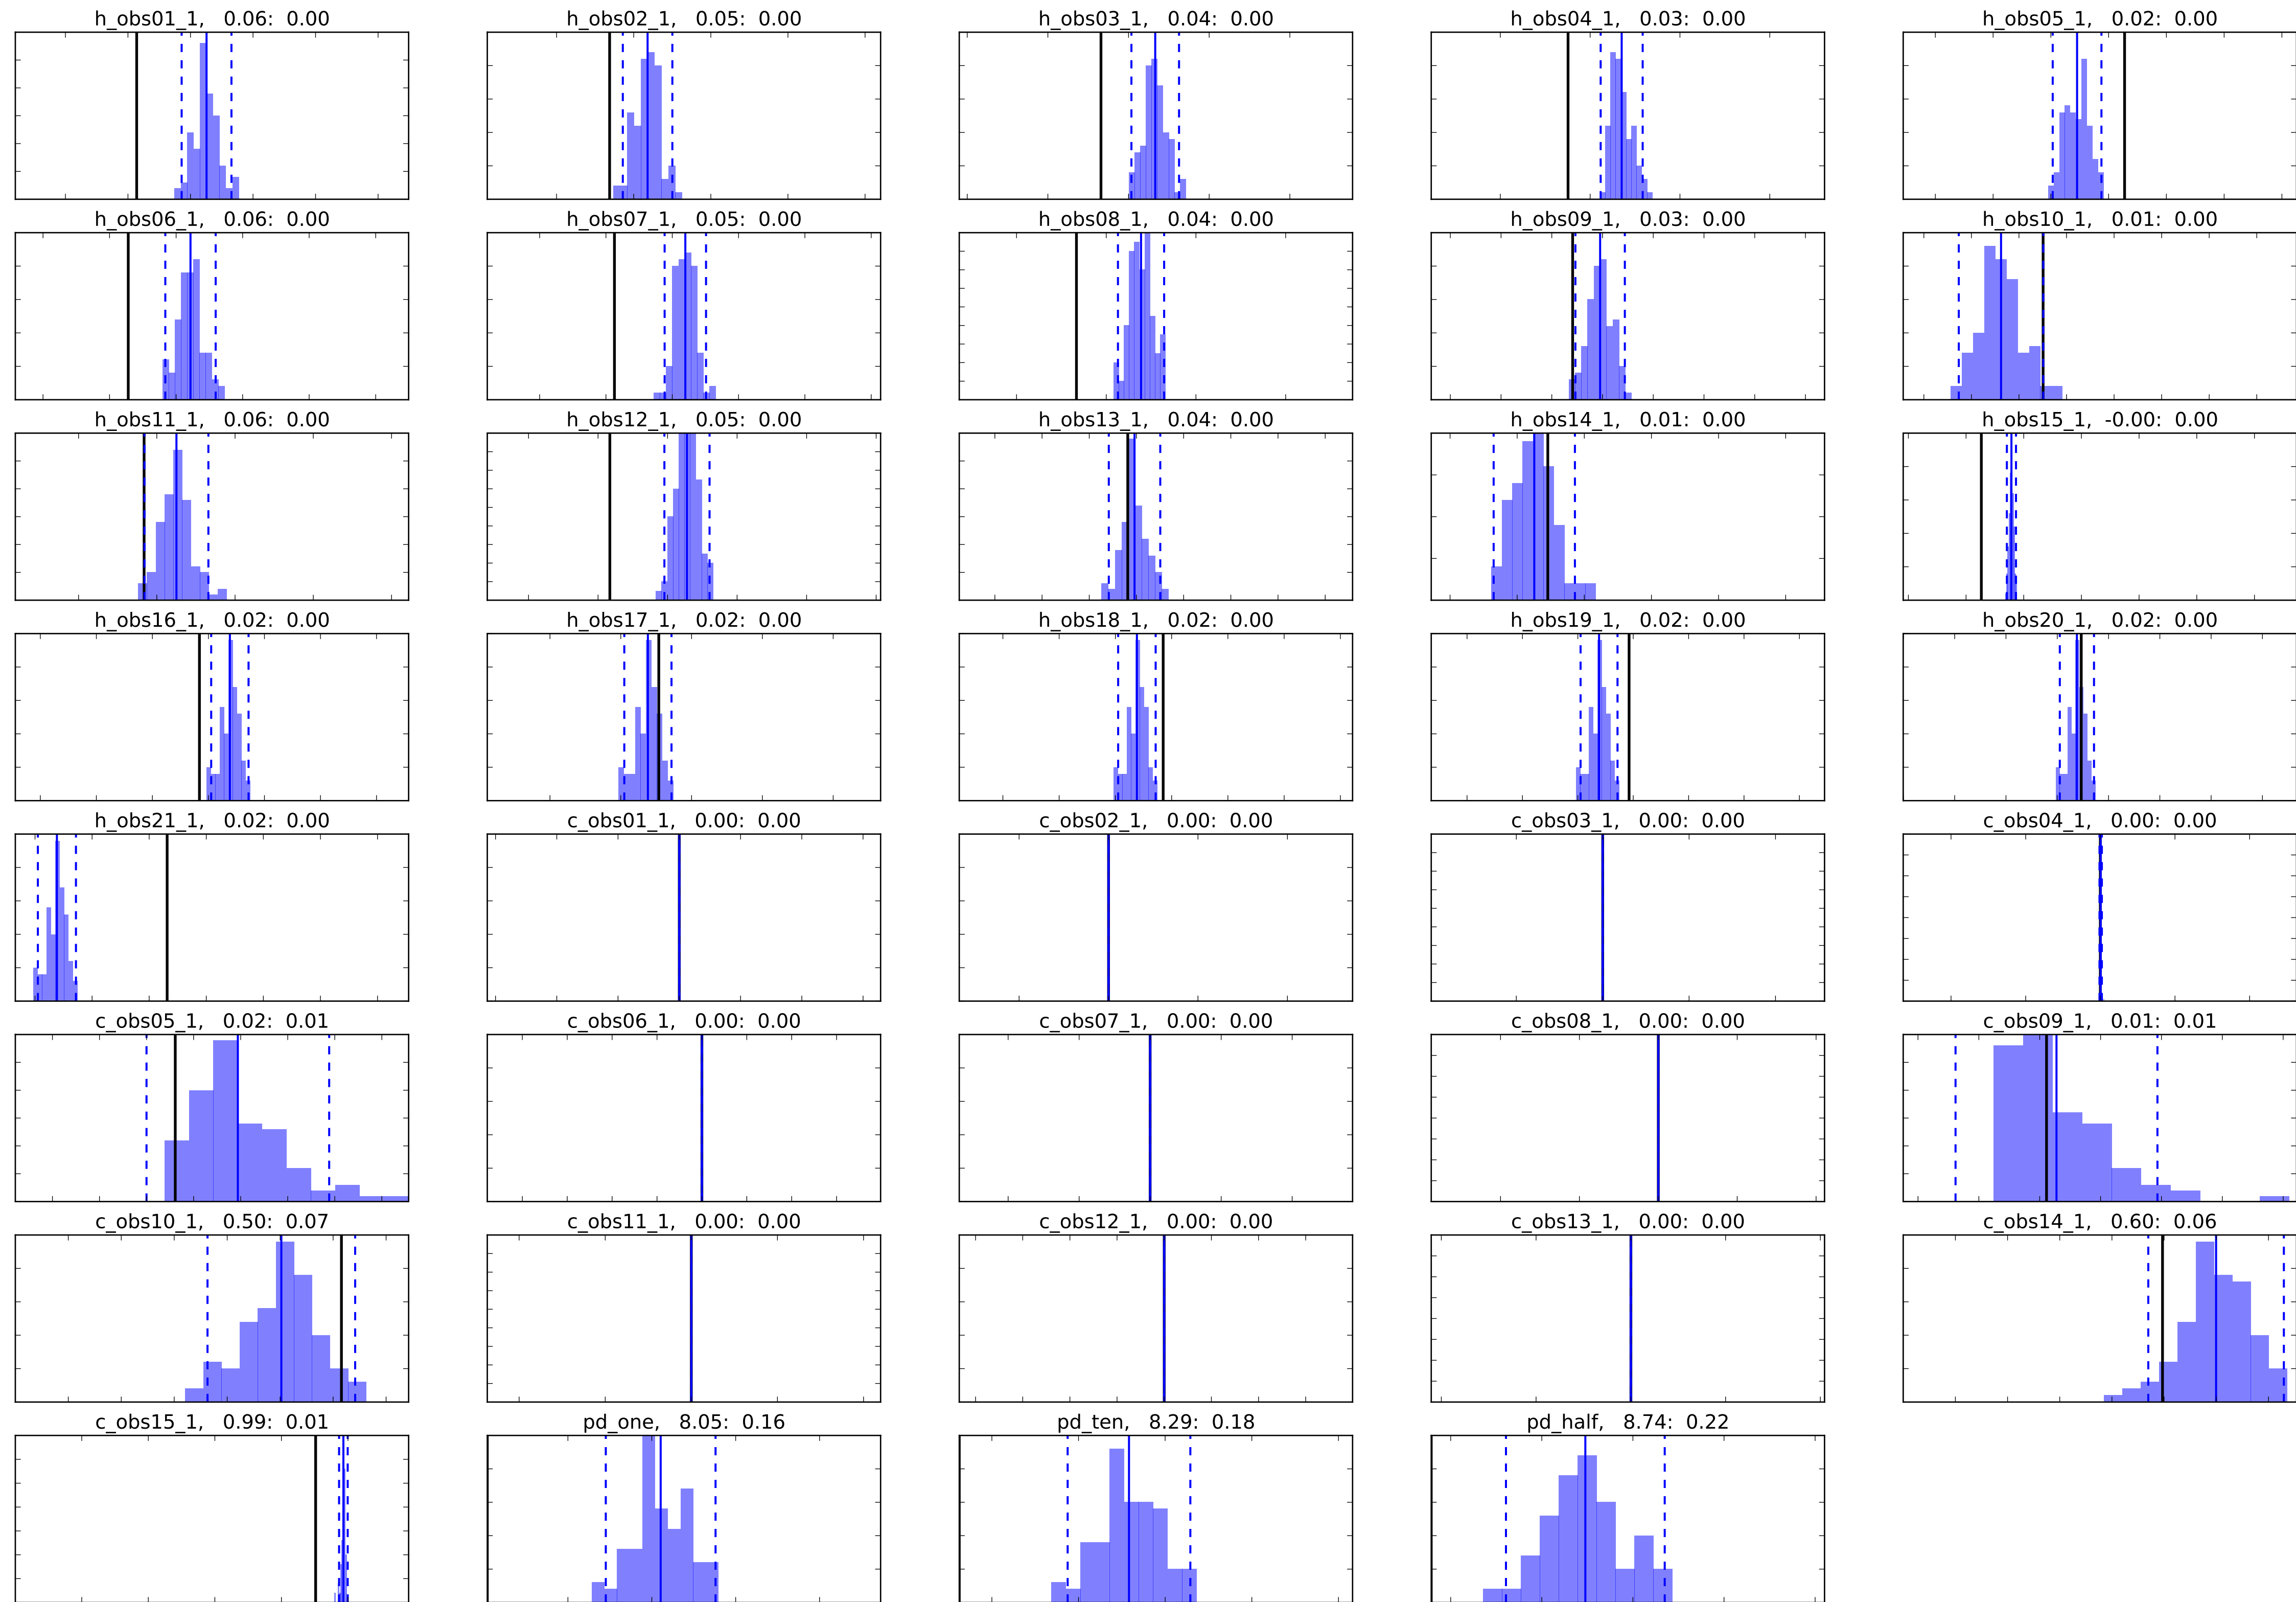 h_obs01_1, 0.06: 0.00
h_obs02_1, 0.05: 0.00
h_obs03_1, 0.04: 0.00
h_obs04_1, 0.03: 0.00
h_obs05_1, 0.02: 0.00
h_obs06_1, 0.06: 0.00
h_obs07_1, 0.05: 0.00
h_obs08_1, 0.04: 0.00
h_obs09_1, 0.03: 0.00
h_obs10_1, 0.01: 0.00
h_obs11_1, 0.06: 0.00
h_obs12_1, 0.05: 0.00
h_obs13_1, 0.04: 0.00
h_obs14_1, 0.01: 0.00
h_obs15_1, -0.00: 0.00
h_obs16_1, 0.02: 0.00
h_obs17_1, 0.02: 0.00
h_obs18_1, 0.02: 0.00
h_obs19_1, 0.02: 0.00
h_obs20_1, 0.02: 0.00
h_obs21_1, 0.02: 0.00
c_obs01_1, 0.00: 0.00
c_obs02_1, 0.00: 0.00
c_obs03_1, 0.00: 0.00
c_obs04_1, 0.00: 0.00
c_obs05_1, 0.02: 0.01
c_obs06_1, 0.00: 0.00
c_obs07_1, 0.00: 0.00
c_obs08_1, 0.00: 0.00
c_obs09_1, 0.01: 0.01
c_obs10_1, 0.50: 0.07
c_obs11_1, 0.00: 0.00
c_obs12_1, 0.00: 0.00
c_obs13_1, 0.00: 0.00
c_obs14_1, 0.60: 0.06
c_obs15_1, 0.99: 0.01
pd_one, 8.05: 0.16
pd_ten, 8.29: 0.18
pd_half, 8.74: 0.22